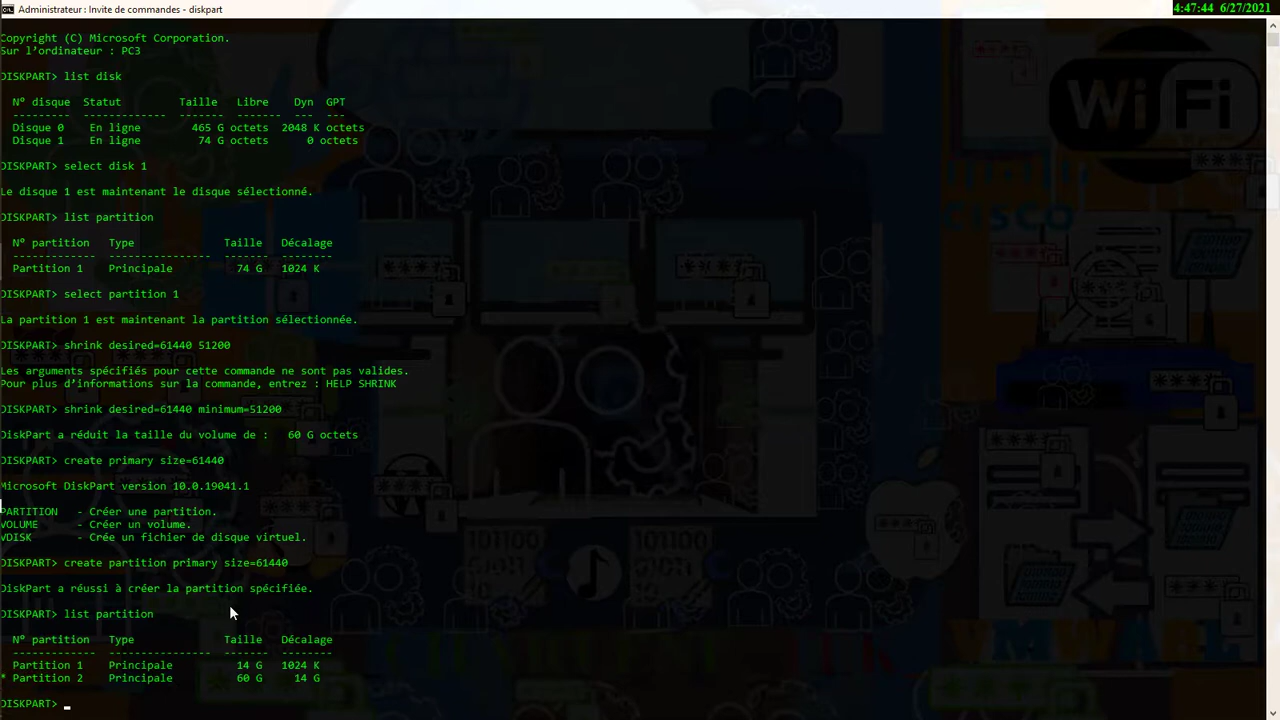 Administrateur : Invite de commandes - diskpart
4:47:44 6/27/2021
Copyright (C) Microsoft Corporation.
Sur l'ordinateur : PC3
DISKPART> list disk
N° disque  Statut         Taille   Libre    Dyn  GPT
---------  -------------  -------  -------  ---  ---
Disque 0    En ligne        465 G octets  2048 K octets
Disque 1    En ligne         74 G octets      0 octets
DISKPART> select disk 1
Le disque 1 est maintenant le disque sélectionné.
DISKPART> list partition
N° partition   Type              Taille   Décalage
-------------  ----------------  -------  --------
Partition 1    Principale          74 G   1024 K
DISKPART> select partition 1
La partition 1 est maintenant la partition sélectionnée.
DISKPART> shrink desired=61440 51200
Les arguments spécifiés pour cette commande ne sont pas valides.
Pour plus d'informations sur la commande, entrez : HELP SHRINK
DISKPART> shrink desired=61440 minimum=51200
DiskPart a réduit la taille du volume de :   60 G octets
DISKPART> create primary size=61440
Microsoft DiskPart version 10.0.19041.1
PARTITION   - Créer une partition.
VOLUME      - Créer un volume.
VDISK       - Crée un fichier de disque virtuel.
DISKPART> create partition primary size=61440
DiskPart a réussi à créer la partition spécifiée.
DISKPART> list partition
N° partition   Type              Taille   Décalage
-------------  ----------------  -------  --------
Partition 1    Principale          14 G   1024 K
* Partition 2    Principale          60 G     14 G
DISKPART>
WiFi
CISCO
101100
101100
VMWARE